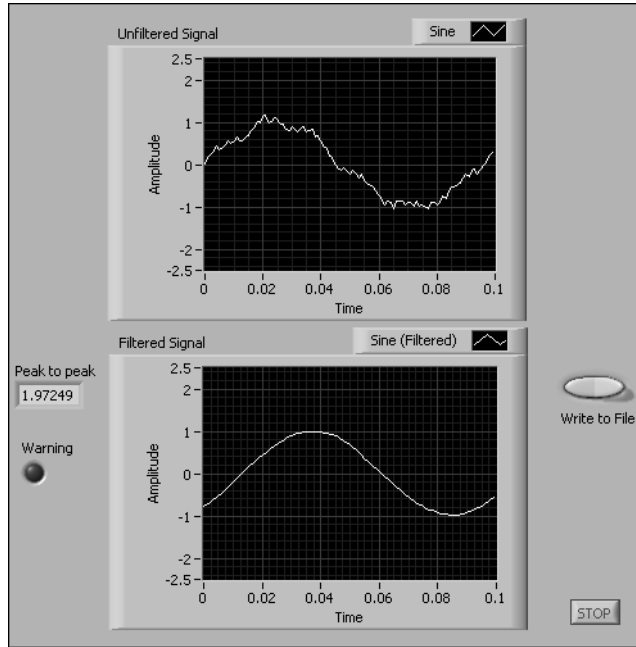 Unfiltered Signal
Sine
2.5
2
1
0
-1
-2
-2.5
Amplitude
0 0.02 0.04 0.06 0.08 0.1
Time
Filtered Signal
Sine (Filtered)
2.5
2
1
0
-1
-2
-2.5
Amplitude
0 0.02 0.04 0.06 0.08 0.1
Time
Peak to peak
1.97249
Warning
Write to File
STOP